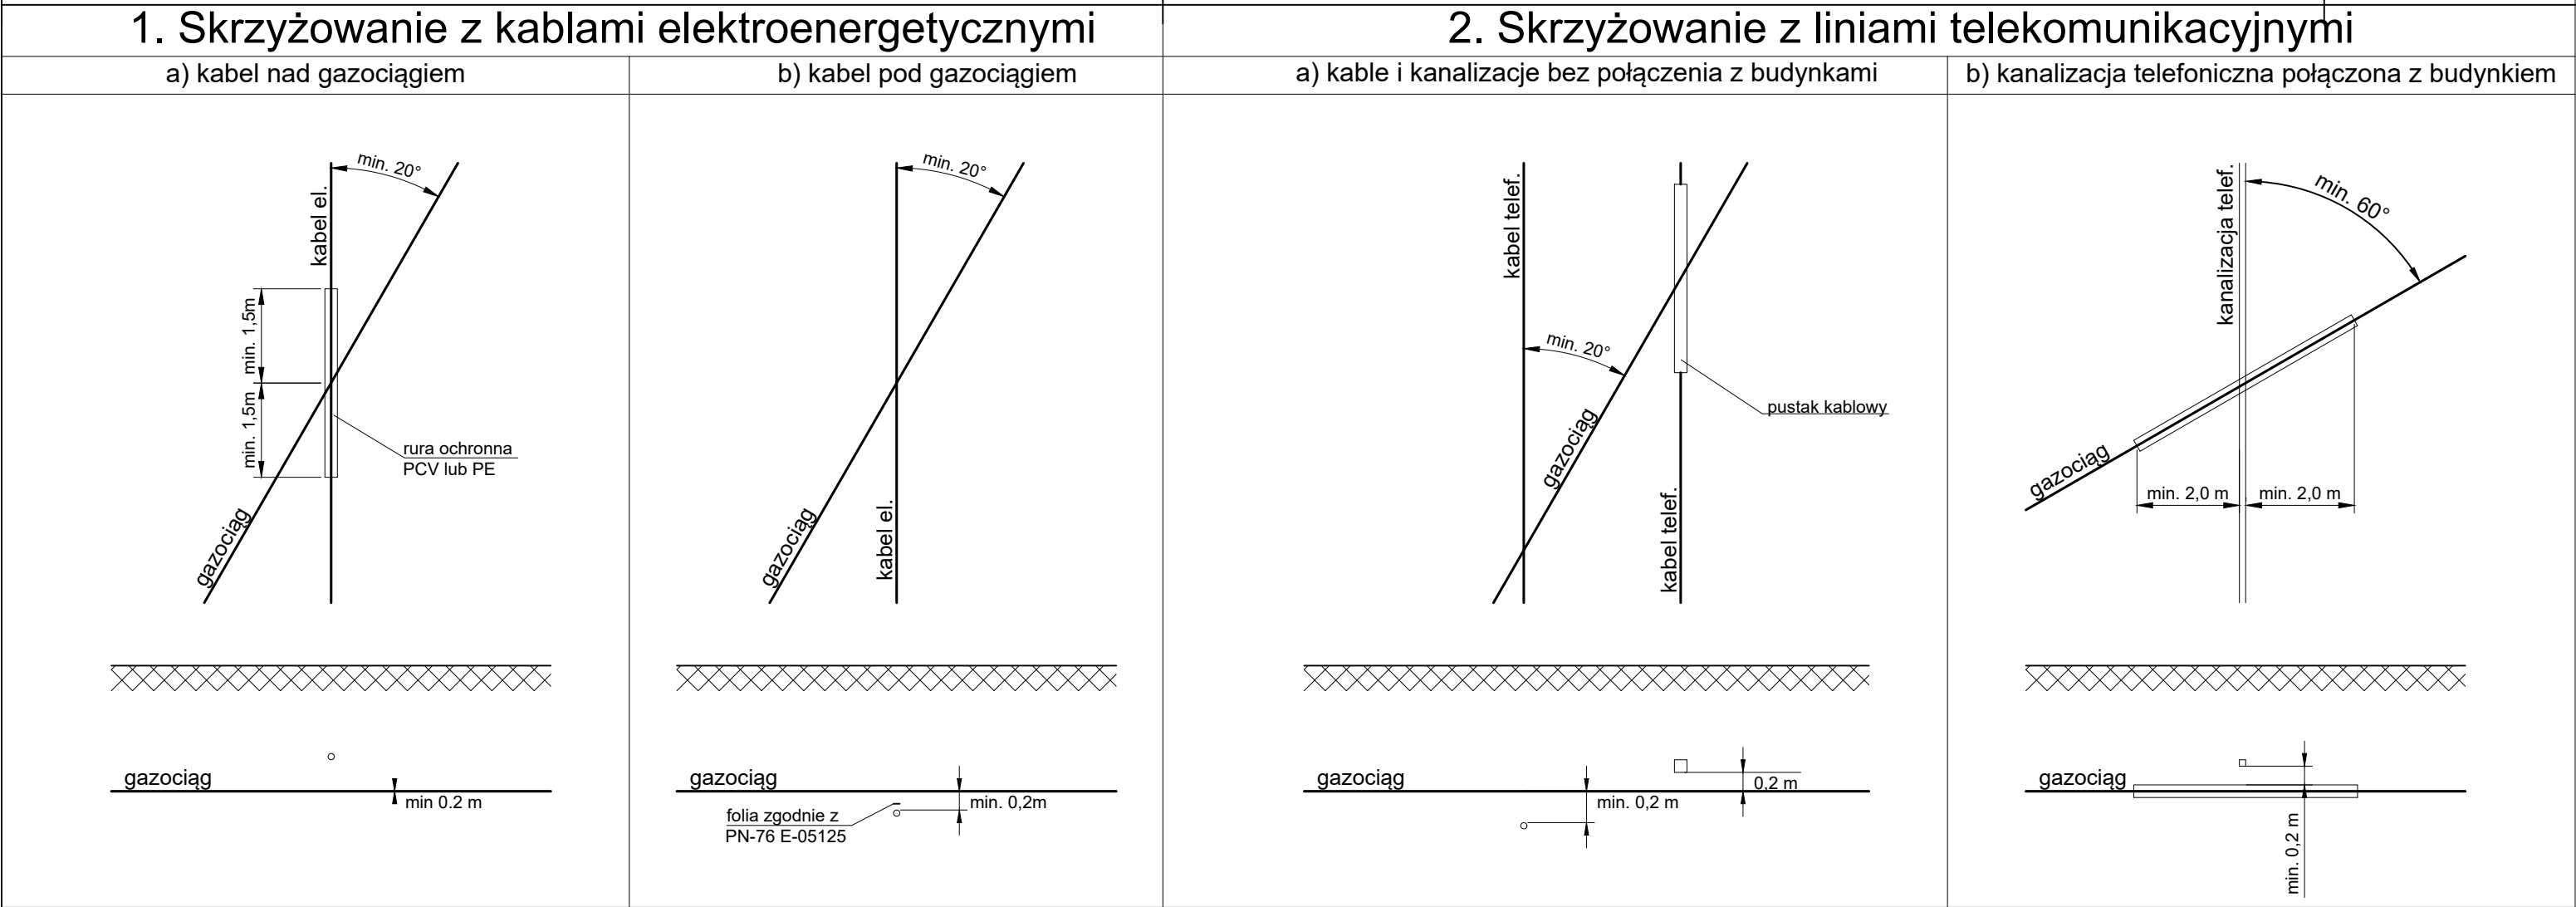 1. Skrzyżowanie z kablami elektroenergetycznymi
2. Skrzyżowanie z liniami telekomunikacyjnymi
a) kabel nad gazociągiem
b) kabel pod gazociągiem
a) kable i kanalizacje bez połączenia z budynkami
b) kanalizacja telefoniczna połączona z budynkiem
min. 20°
kabel el.
min. 1,5m
min. 1,5m
rura ochronna
PCV lub PE
gazociąg
gazociąg
min 0.2 m
min. 20°
gazociąg
kabel el.
gazociąg
min. 0,2m
folia zgodnie z
PN-76 E-05125
kabel telef.
min. 20°
pustak kablowy
gazociąg
kabel telef.
gazociąg
min. 0,2 m
0,2 m
kanalizacja telef.
min. 60°
gazociąg
min. 2,0 m
min. 2,0 m
gazociąg
min. 0,2 m